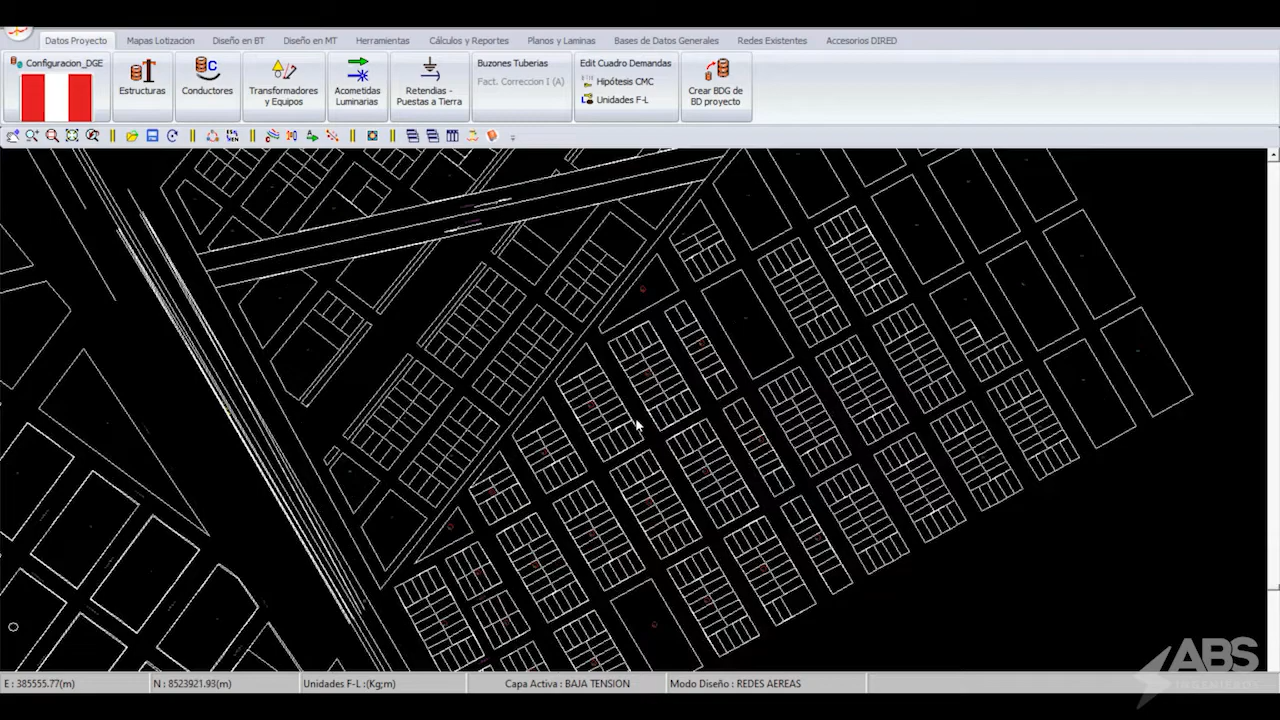 Datos Proyecto Mapas Lotizacion Diseño en BT Diseño en MT Herramientas Cálculos y Reportes Planos y Laminas Bases de Datos Generales Redes Existentes Accesorios DIRED
Configuracion_DGE
Estructuras
Conductores
Transformadores
y Equipos
Acometidas
Luminarias
Retendias -
Puestas a Tierra
Buzones Tuberias
Fact. Correccion I (A)
Edit Cuadro Demandas
Hipótesis CMC
Unidades F-L
Crear BDG de
BD proyecto
E : 385555.77(m) N : 8523921.93(m) Unidades F-L :(Kg;m) Capa Activa : BAJA TENSION Modo Diseño : REDES AEREAS
ABS
INGENIEROS